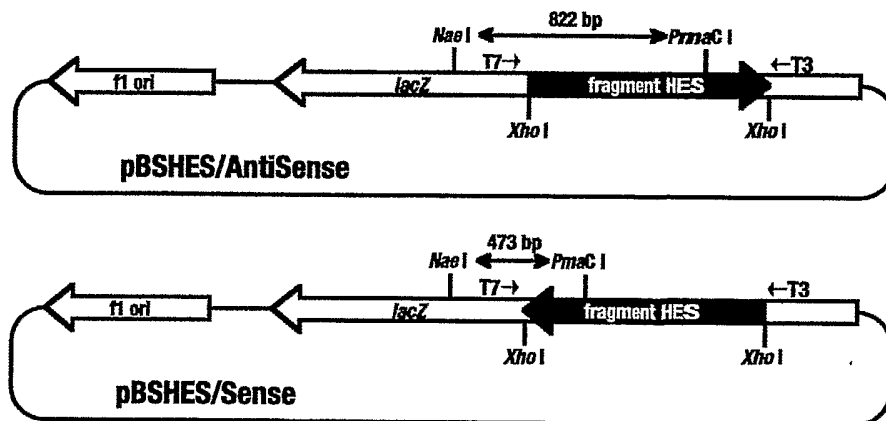 822 bp
Nae I PmaC I
T7→ ←T3
f1 ori lacZ fragment HES
Xho I Xho I
pBSHES/AntiSense
473 bp
Nae I PmaC I
T7→ ←T3
f1 ori lacZ fragment HES
Xho I Xho I
pBSHES/Sense